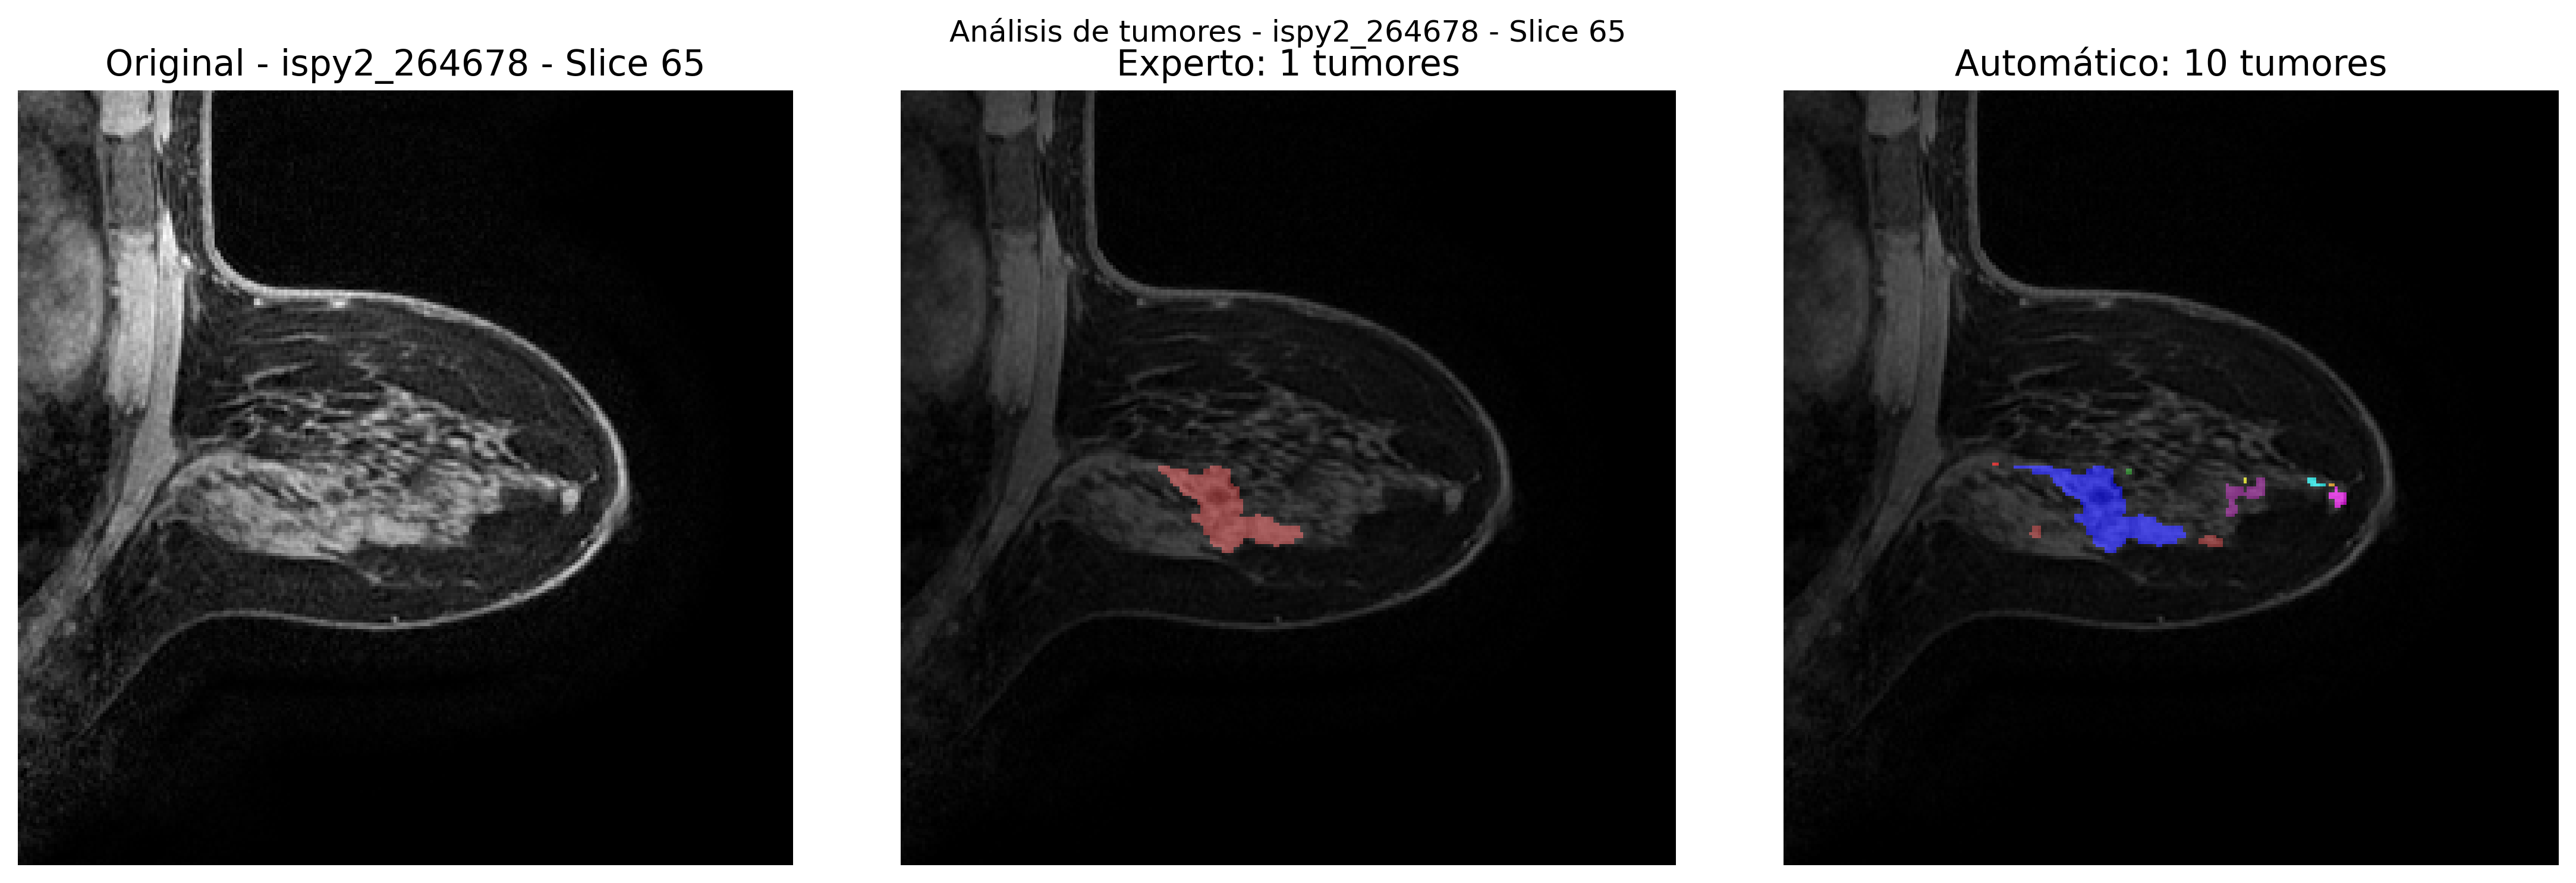 Análisis de tumores - ispy2_264678 - Slice 65
Original - ispy2_264678 - Slice 65
Experto: 1 tumores
Automático: 10 tumores